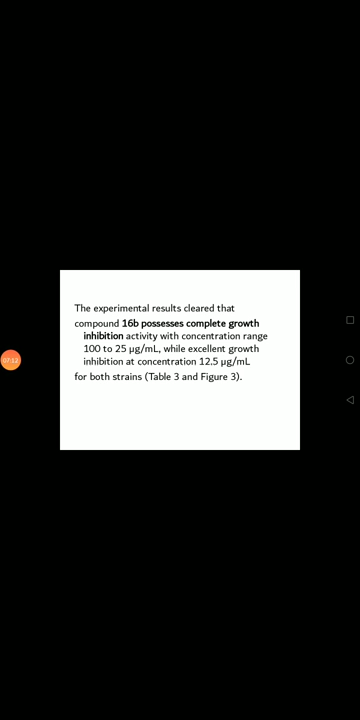 The experimental results cleared that
compound 16b possesses complete growth
inhibition activity with concentration range
100 to 25 μg/mL, while excellent growth
inhibition at concentration 12.5 μg/mL
for both strains (Table 3 and Figure 3).
07:12